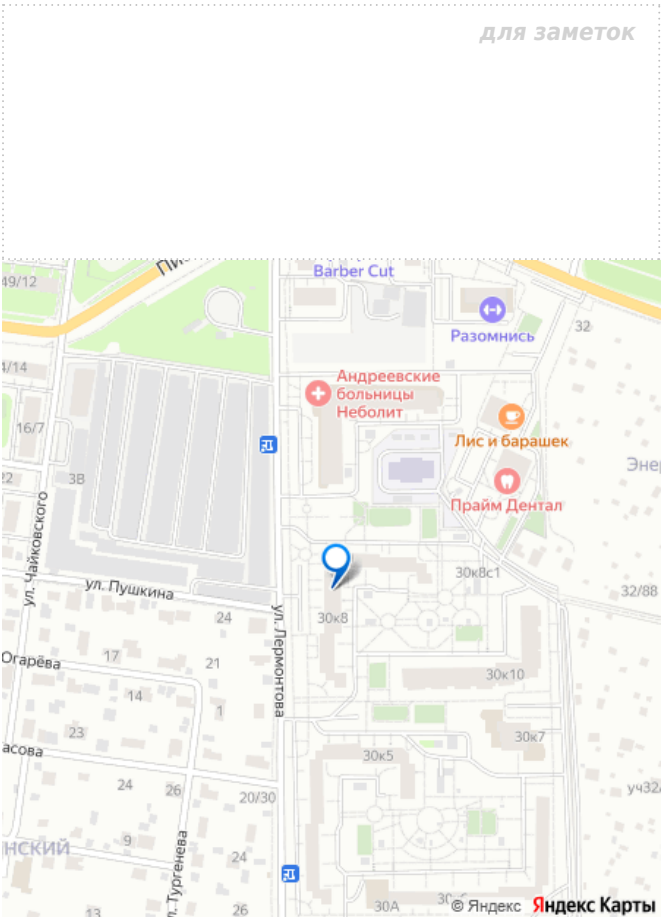 для заметок
49/12
Barber Cut
Разомнись
32
4/14
Андреевские
больницы
Неболит
16/7
Лис и барашек
22
3В
Прайм Дентал
ул. Чайковского
ул. Пушкина
30к8с1
32/88
24
30к8
ул. Лермонтова
Огарёва
17
21
30к10
14
1
23
30к7
асова
30к5
24
26
20/30
уч32/
9
нский
24
ул. Тургенева
13
26
30А
© Яндекс
Яндекс Карты